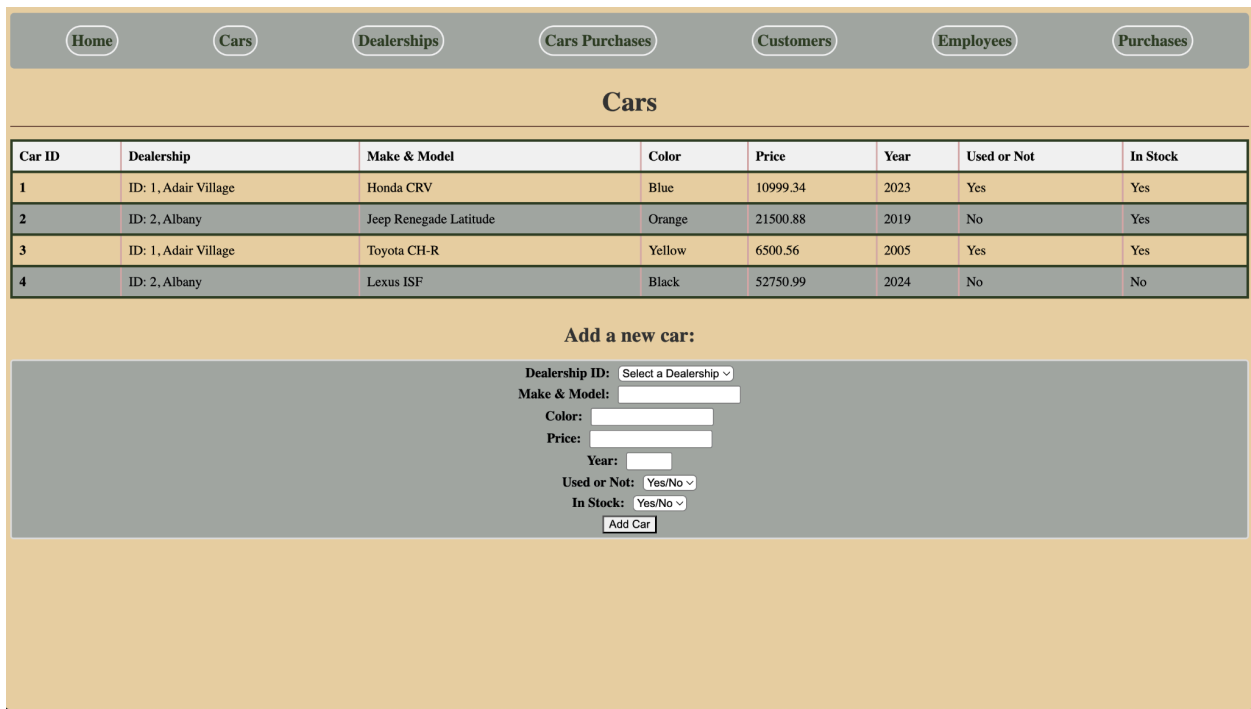 Home Cars Dealerships Cars Purchases Customers Employees Purchases
Cars
Car ID Dealership Make & Model Color Price Year Used or Not In Stock
1 ID: 1, Adair Village Honda CRV Blue 10999.34 2023 Yes Yes
2 ID: 2, Albany Jeep Renegade Latitude Orange 21500.88 2019 No Yes
3 ID: 1, Adair Village Toyota CH-R Yellow 6500.56 2005 Yes Yes
4 ID: 2, Albany Lexus ISF Black 52750.99 2024 No No
Add a new car:
Dealership ID: Select a Dealership
Make & Model:
Color:
Price:
Year:
Used or Not: Yes/No
In Stock: Yes/No
Add Car